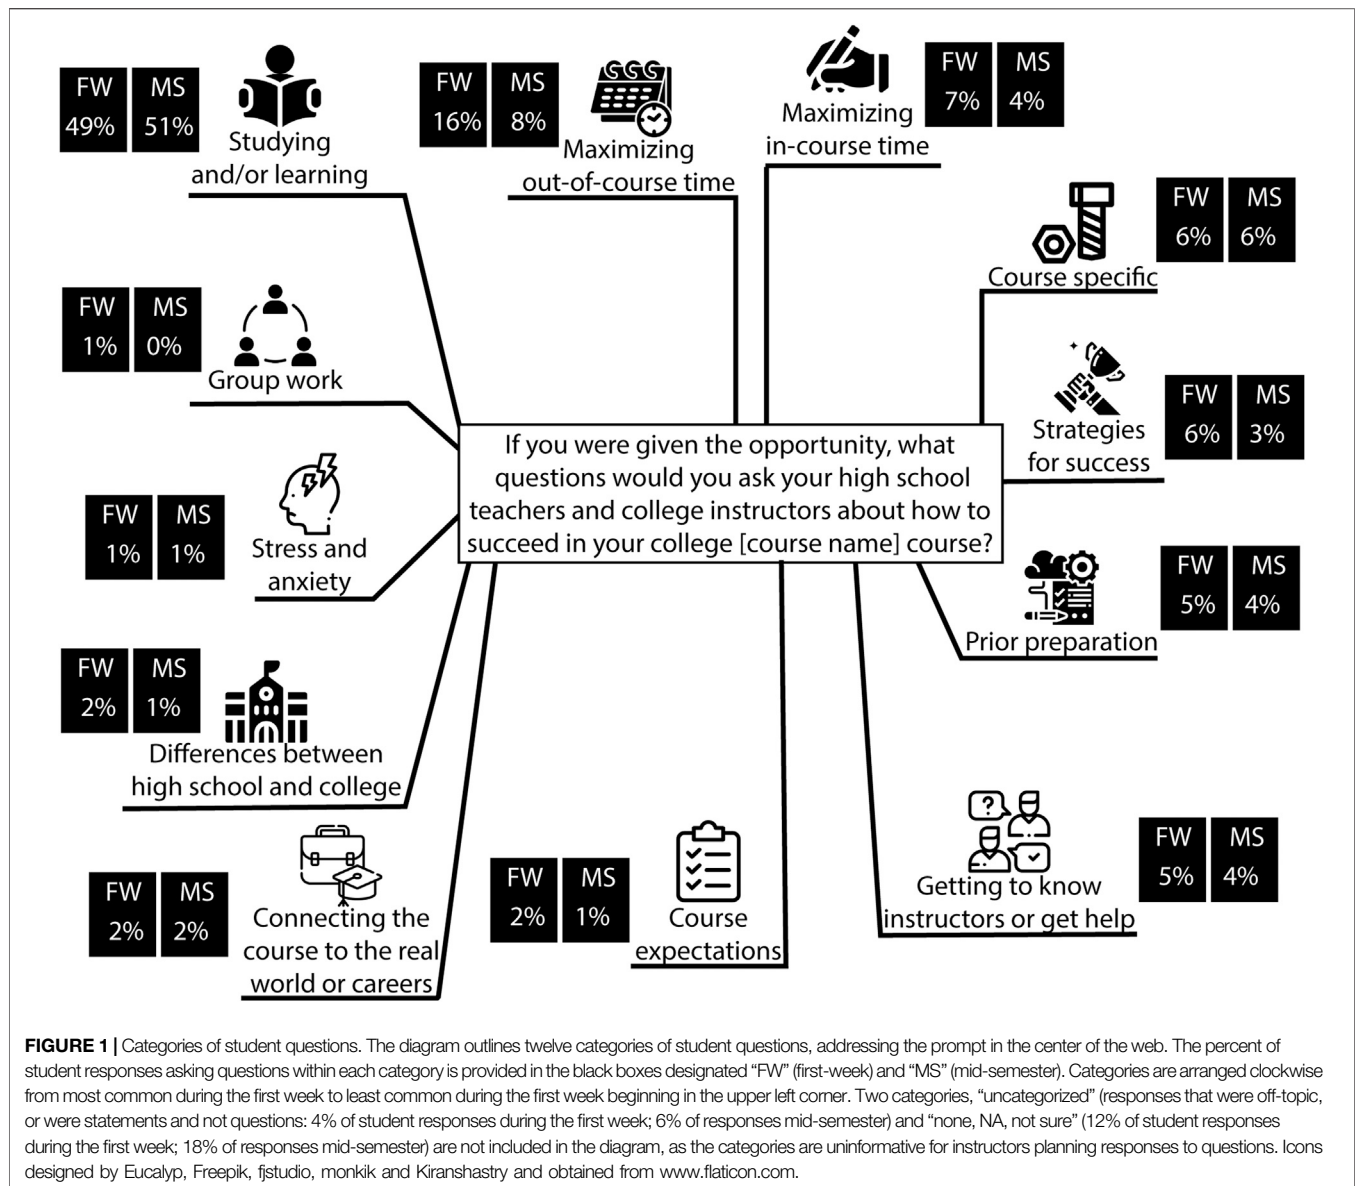 FW MS
49% 51%
Studying
and/or learning
FW MS
16% 8%
Maximizing
out-of-course time
Maximizing
in-course time
FW MS
7% 4%
Course specific
FW MS
6% 6%
Strategies
for success
FW MS
6% 3%
Prior preparation
FW MS
5% 4%
Getting to know
instructors or get help
FW MS
5% 4%
FW MS
2% 1%
Course
expectations
FW MS
2% 2%
Connecting the
course to the real
world or careers
FW MS
2% 1%
Differences between
high school and college
FW MS
1% 1%
Stress and
anxiety
FW MS
1% 0%
Group work
If you were given the opportunity, what
questions would you ask your high school
teachers and college instructors about how to
succeed in your college [course name] course?
FIGURE 1 | Categories of student questions. The diagram outlines twelve categories of student questions, addressing the prompt in the center of the web. The percent of
student responses asking questions within each category is provided in the black boxes designated “FW” (first-week) and “MS” (mid-semester). Categories are arranged clockwise
from most common during the first week to least common during the first week beginning in the upper left corner. Two categories, “uncategorized” (responses that were off-topic,
or were statements and not questions: 4% of student responses during the first week; 6% of responses mid-semester) and “none, NA, not sure” (12% of student responses
during the first week; 18% of responses mid-semester) are not included in the diagram, as the categories are uninformative for instructors planning responses to questions. Icons
designed by Eucalyp, Freepik, fjstudio, monkik and Kiranshastry and obtained from www.flaticon.com.